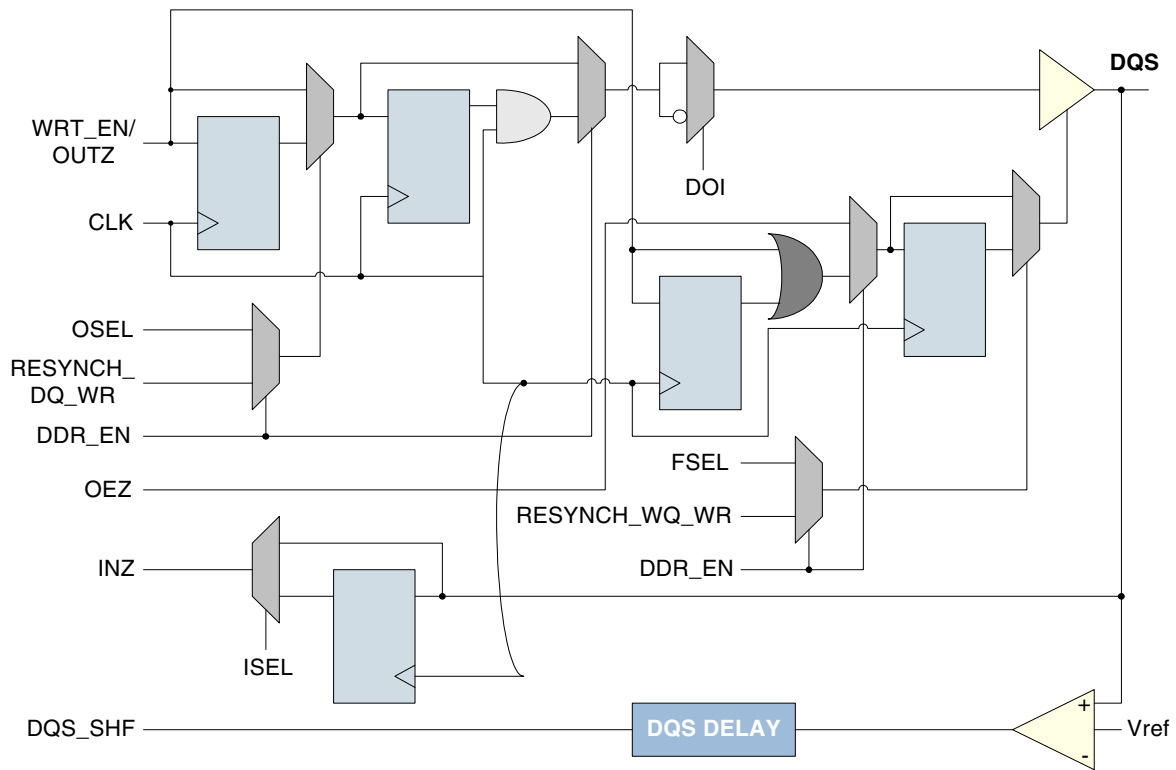 DQS
WRT_EN/
OUTZ
DOI
CLK
OSEL
RESYNCH_
DQ_WR
DDR_EN
FSEL
OEZ
RESYNCH_WQ_WR
INZ
DDR_EN
ISEL
+
DQS_SHF
DQS DELAY
Vref
-